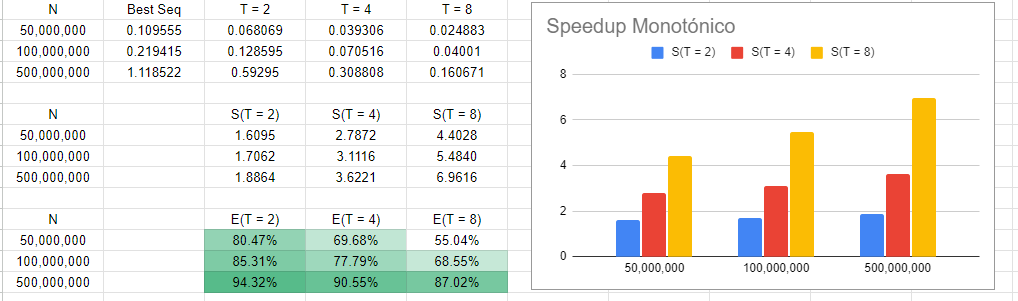 N Best Seq T = 2 T = 4 T = 8
50,000,000 0.109555 0.068069 0.039306 0.024883
100,000,000 0.219415 0.128595 0.070516 0.04001
500,000,000 1.118522 0.59295 0.308808 0.160671
N S(T = 2) S(T = 4) S(T = 8)
50,000,000 1.6095 2.7872 4.4028
100,000,000 1.7062 3.1116 5.4840
500,000,000 1.8864 3.6221 6.9616
N E(T = 2) E(T = 4) E(T = 8)
50,000,000 80.47% 69.68% 55.04%
100,000,000 85.31% 77.79% 68.55%
500,000,000 94.32% 90.55% 87.02%
Speedup Monotónico
S(T = 2) S(T = 4) S(T = 8)
8
6
4
2
0
50,000,000 100,000,000 500,000,000